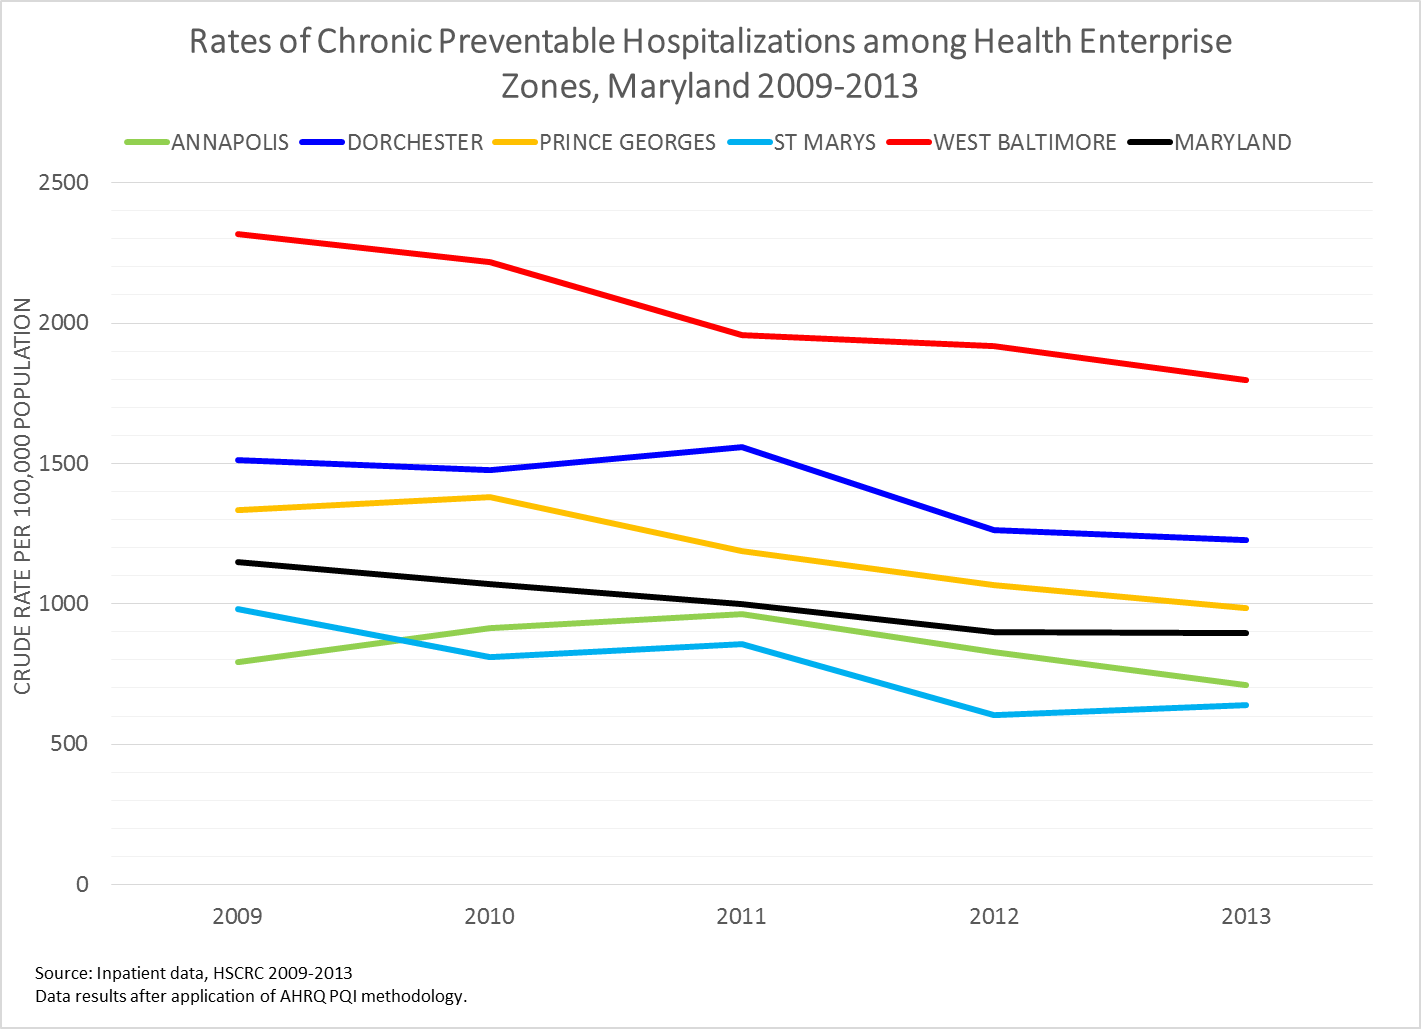 Rates of Chronic Preventable Hospitalizations among Health Enterprise
Zones, Maryland 2009-2013
ANNAPOLIS DORCHESTER PRINCE GEORGES ST MARYS WEST BALTIMORE MARYLAND
CRUDE RATE PER 100,000 POPULATION
2500
2000
1500
1000
500
0
2009 2010 2011 2012 2013
Source: Inpatient data, HSCRC 2009-2013
Data results after application of AHRQ PQI methodology.